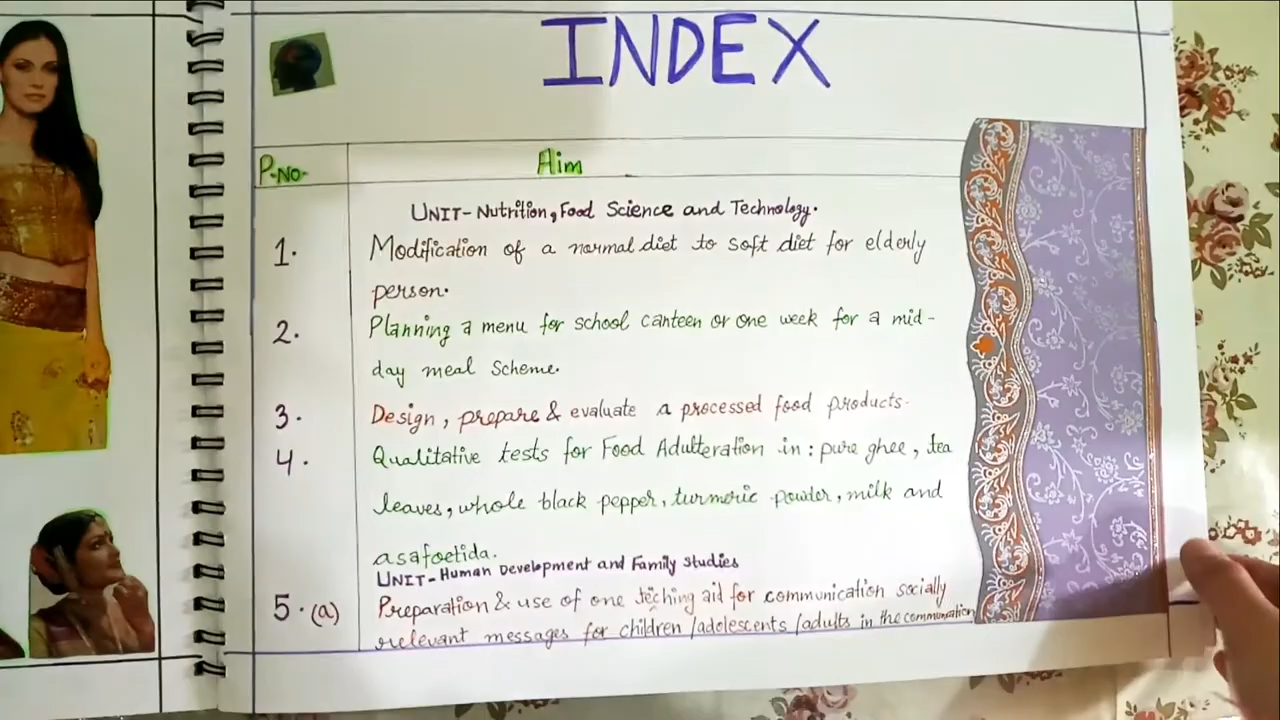 INDEX
P.NO.
Aim
UNIT- Nutrition, Food Science and Technology.
1. Modification of a normal diet to soft diet for elderly
person.
2. Planning a menu for school canteen or one week for a mid-
day meal Scheme.
3. Design, prepare & evaluate a processed food products.
4. Qualitative tests for Food Adulteration in: pure ghee, tea
leaves, whole black pepper, turmeric powder, milk and
asafoetida.
UNIT- Human Development and Family Studies
5. (a) Preparation & use of one teching aid for communication socially
relevant messages for children /adolescents /adults in the